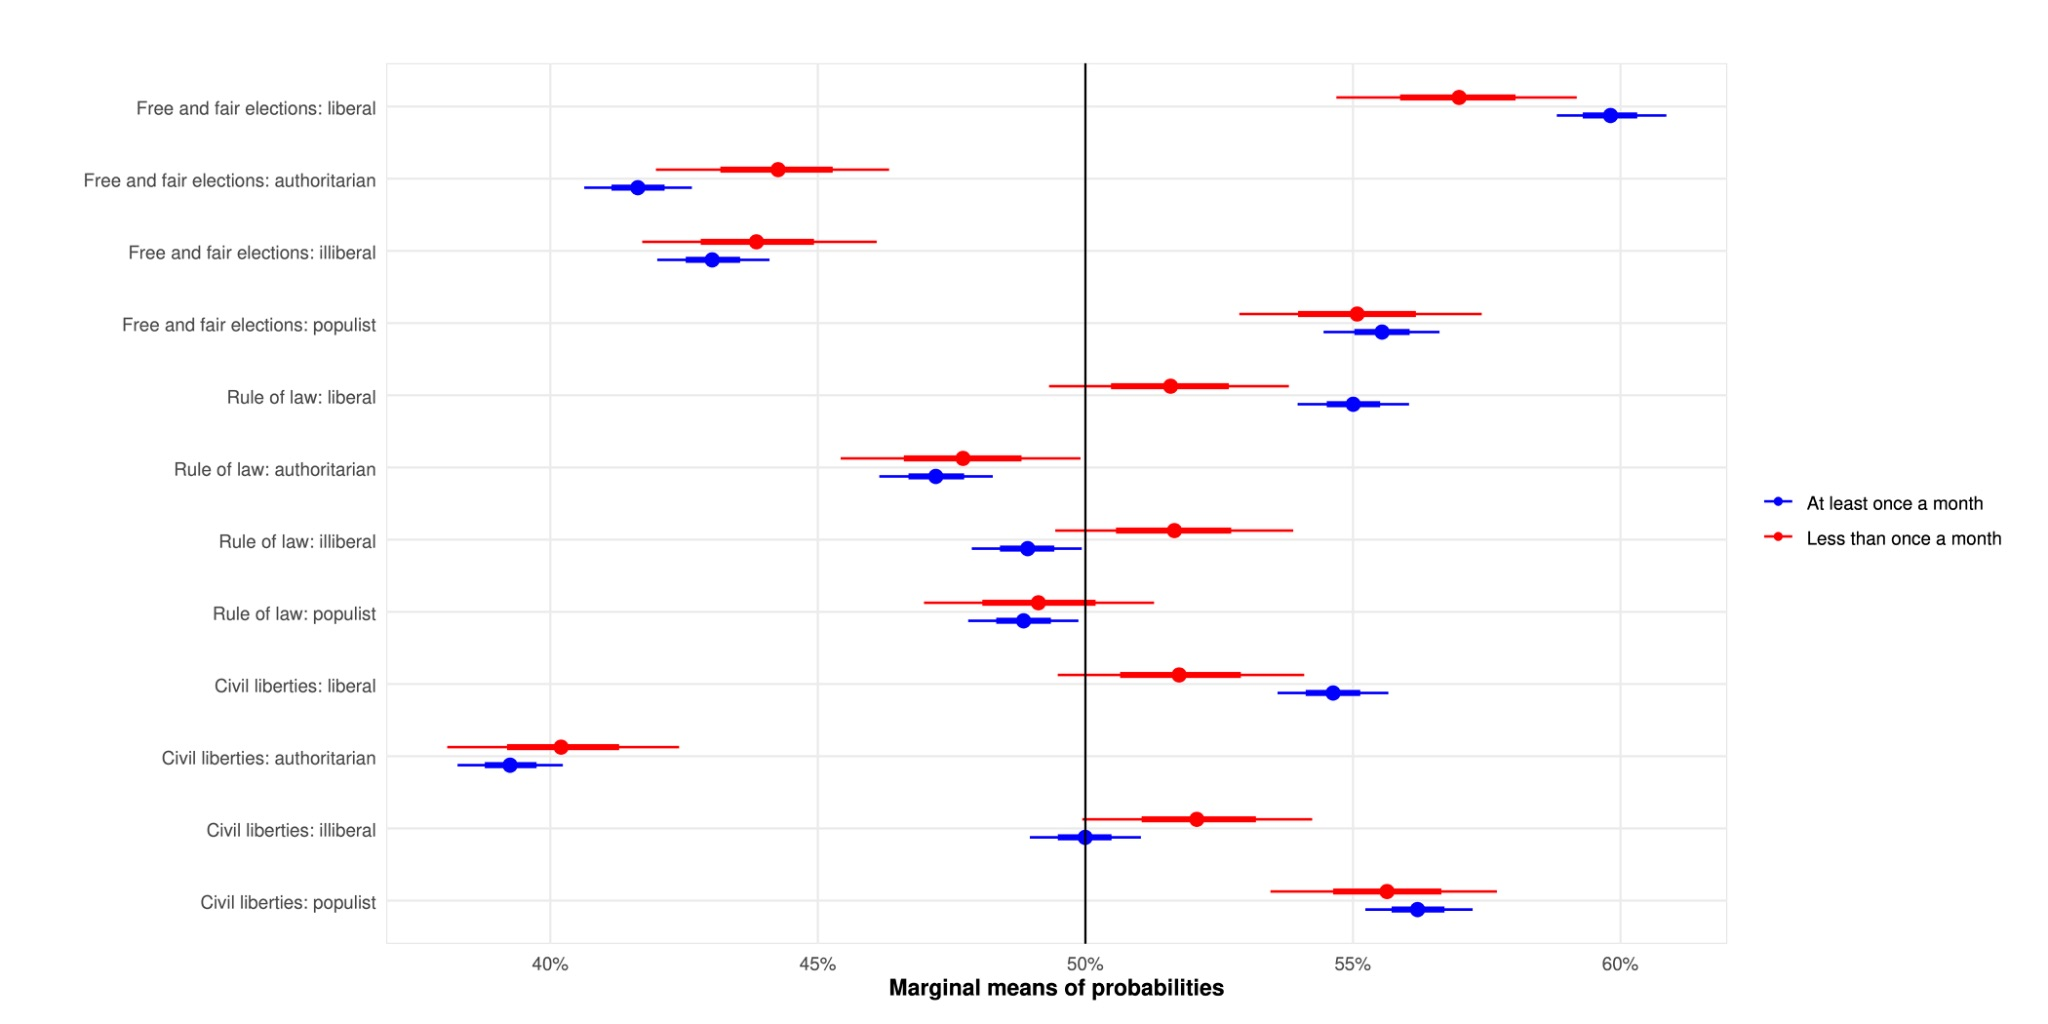 Free and fair elections: liberal
Free and fair elections: authoritarian
Free and fair elections: illiberal
Free and fair elections: populist
Rule of law: liberal
Rule of law: authoritarian
Rule of law: illiberal
Rule of law: populist
Civil liberties: liberal
Civil liberties: authoritarian
Civil liberties: illiberal
Civil liberties: populist
40% 45% 50% 55% 60%
Marginal means of probabilities
At least once a month
Less than once a month